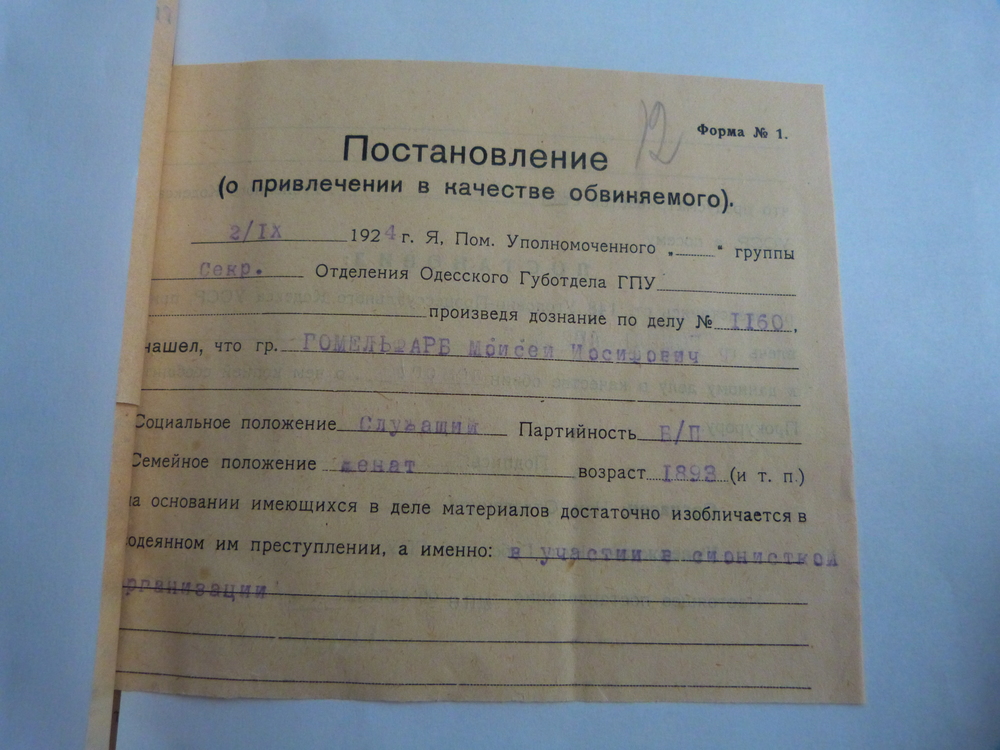 12
Форма № 1.
Постановление
(о привлечении в качестве обвиняемого).
2/IX 1924 г. Я, Пом. Уполномоченного „ “ группы
Секр. Отделения Одесского Губотдела ГПУ
произведя дознание по делу № 1160,
нашел, что гр. ГОМЕЛЬФАРБ Моисей Иосифович
Социальное положение Служащий Партийность Б/П
Семейное положение женат возраст 1893 (и т. п.)
на основании имеющихся в деле материалов достаточно изобличается в
содеянном им преступлении, а именно: в участии в сионисткой
организации